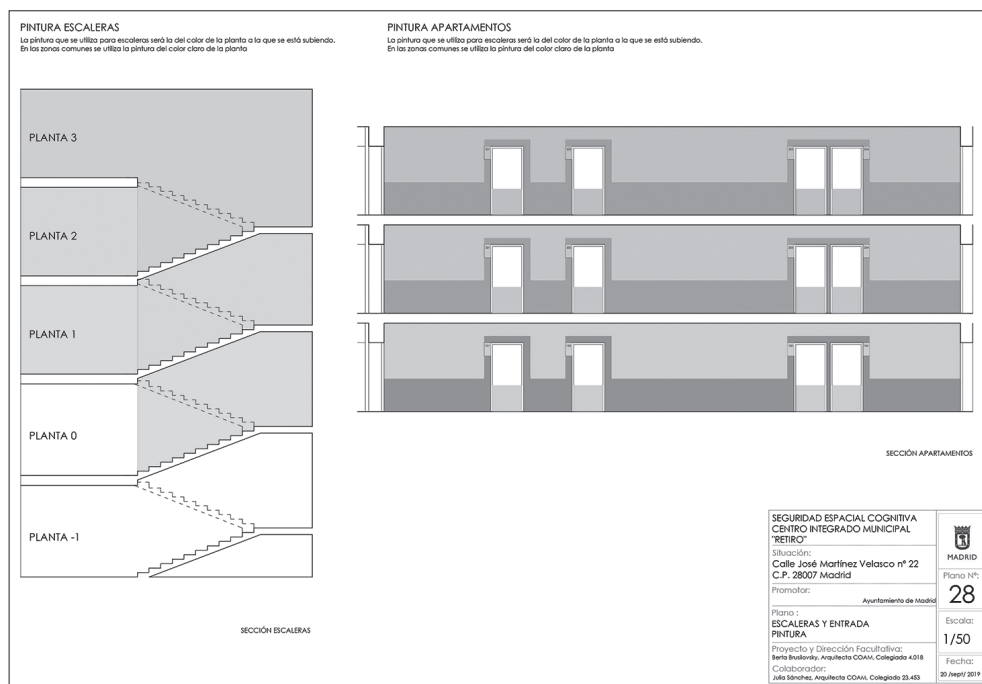 PINTURA ESCALERAS
La pintura que se utiliza para escaleras será la del color de la planta a la que se está subiendo.
En las zonas comunes se utiliza la pintura del color claro de la planta
PINTURA APARTAMENTOS
La pintura que se utiliza para escaleras será la del color de la planta a la que se está subiendo.
En las zonas comunes se utiliza la pintura del color claro de la planta
PLANTA 3
PLANTA 2
PLANTA 1
PLANTA 0
PLANTA -1
SECCIÓN ESCALERAS
SECCIÓN APARTAMENTOS
SEGURIDAD ESPACIAL COGNITIVA
CENTRO INTEGRADO MUNICIPAL
"RETIRO"
Situación:
Calle José Martínez Velasco nº 22
C.P. 28007 Madrid
Promotor:
Ayuntamiento de Madrid
Plano :
ESCALERAS Y ENTRADA
PINTURA
Proyecto y Dirección Facultativa:
Berta Brusilovsky, Arquitecta COAM, Colegiada 4.018
Colaborador:
Julia Sánchez, Arquitecta COAM, Colegiado 23.453
MADRID
Plano Nº:
28
Escala:
1/50
Fecha:
20 /sept/ 2019